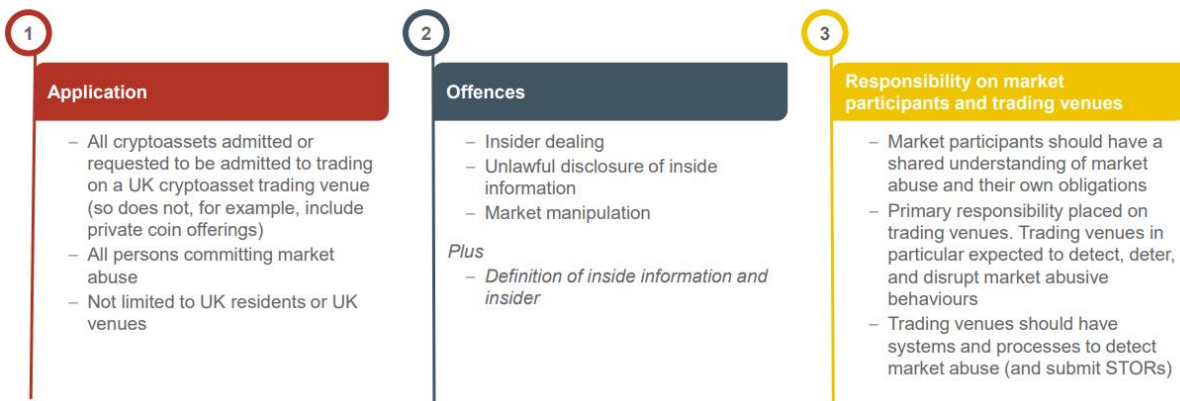 1
Application
– All cryptoassets admitted or
requested to be admitted to trading
on a UK cryptoasset trading venue
(so does not, for example, include
private coin offerings)
– All persons committing market
abuse
– Not limited to UK residents or UK
venues
2
Offences
– Insider dealing
– Unlawful disclosure of inside
information
– Market manipulation
Plus
– Definition of inside information and
insider
3
Responsibility on market
participants and trading venues
– Market participants should have a
shared understanding of market
abuse and their own obligations
– Primary responsibility placed on
trading venues. Trading venues in
particular expected to detect, deter,
and disrupt market abusive
behaviours
– Trading venues should have
systems and processes to detect
market abuse (and submit STORs)